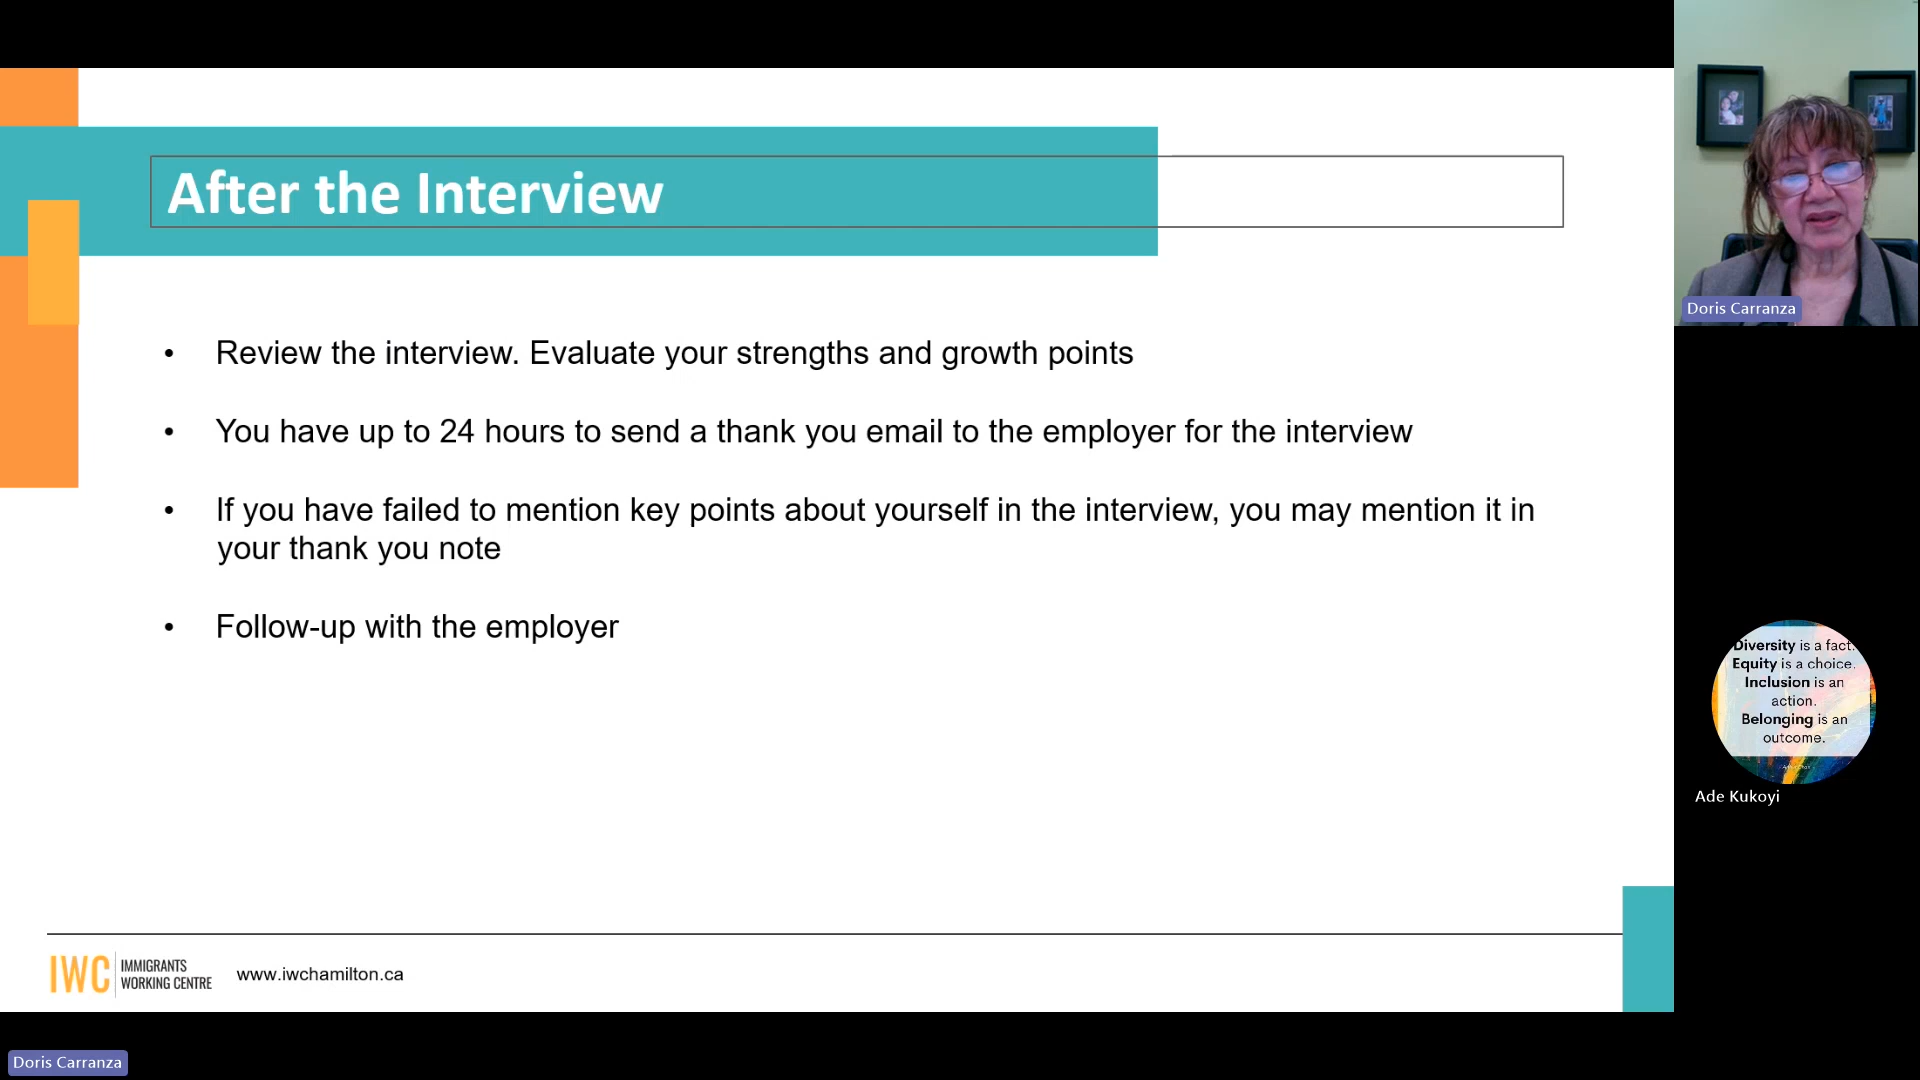 After the Interview
• Review the interview. Evaluate your strengths and growth points
• You have up to 24 hours to send a thank you email to the employer for the interview
• If you have failed to mention key points about yourself in the interview, you may mention it in
your thank you note
• Follow-up with the employer
IWC IMMIGRANTS
WORKING CENTRE
www.iwchamilton.ca
Doris Carranza
Diversity is a fact.
Equity is a choice.
Inclusion is an
action.
Belonging is an
outcome.
Ade Kukoyi
Doris Carranza